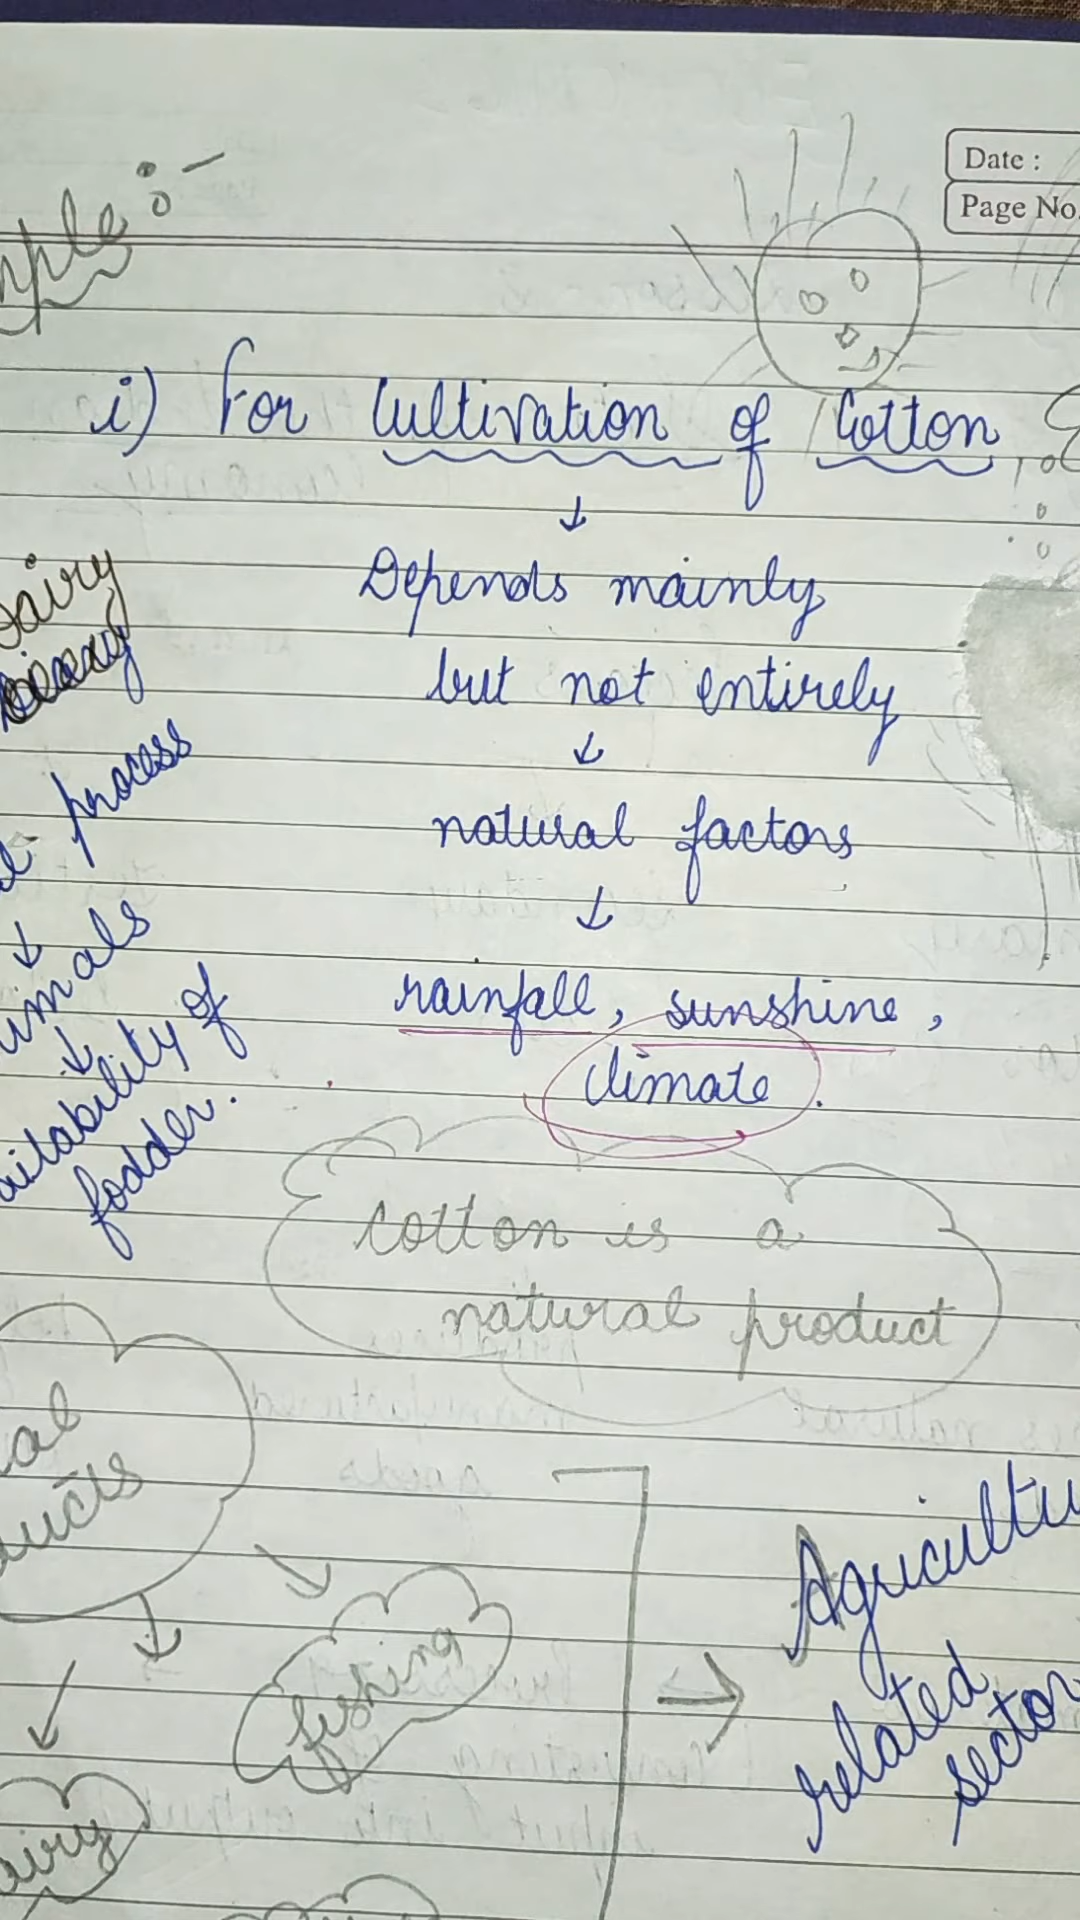 Date :
Page No.
i) For Cultivation of Cotton
↓
Depends mainly
but not entirely
↓
natural factors
↓
rainfall, sunshine,
climate.
Dairy
process
↓
↓
fodder.
Cotton is a
natural product
fishing
→
related
sector